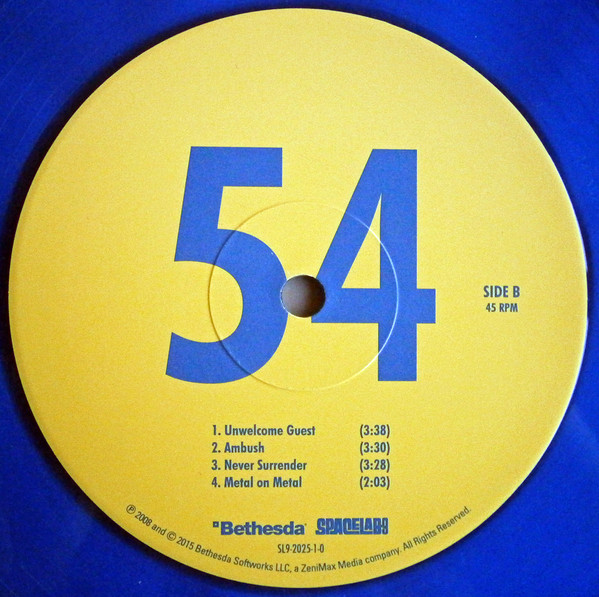 54
SIDE B
45 RPM
1. Unwelcome Guest (3:38)
2. Ambush (3:30)
3. Never Surrender (3:28)
4. Metal on Metal (2:03)
Bethesda® SPACELAB9
SL9-2025-1-0
℗ 2008 and © 2015 Bethesda Softworks LLC, a ZeniMax Media company. All Rights Reserved.